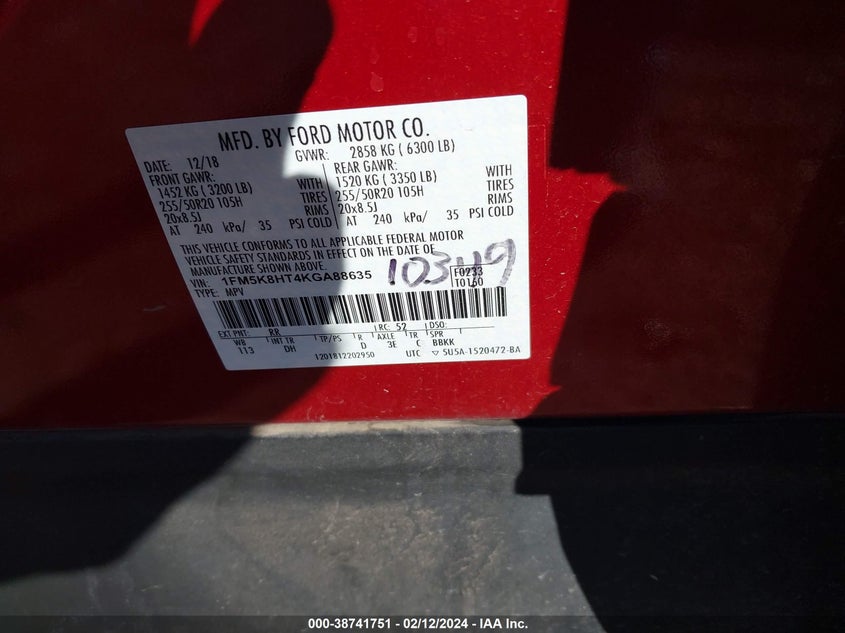 MFD. BY FORD MOTOR CO.
DATE: 12/18 GVWR: 2858 KG ( 6300 LB)
FRONT GAWR: REAR GAWR:
1452 KG ( 3200 LB) WITH 1520 KG ( 3350 LB) WITH
255/50R20 105H TIRES 255/50R20 105H TIRES
20x8.5J RIMS 20x8.5J RIMS
AT 240 kPa/ 35 PSI COLD AT 240 kPa/ 35 PSI COLD
THIS VEHICLE CONFORMS TO ALL APPLICABLE FEDERAL MOTOR
VEHICLE SAFETY STANDARDS IN EFFECT ON THE DATE OF
MANUFACTURE SHOWN ABOVE.
103119
VIN: 1FM5K8HT4KGA88635 F0233
TYPE: MPV T0150
EXT PNT: RR RC: 52 DSO:
WB INT TR TP/PS R AXLE TR SPR
113 DH D 3E C BBKK
1201812202950 UTC ▽ 5U5A-1520472-BA
000-38741751 — 02/12/2024 — IAA Inc.